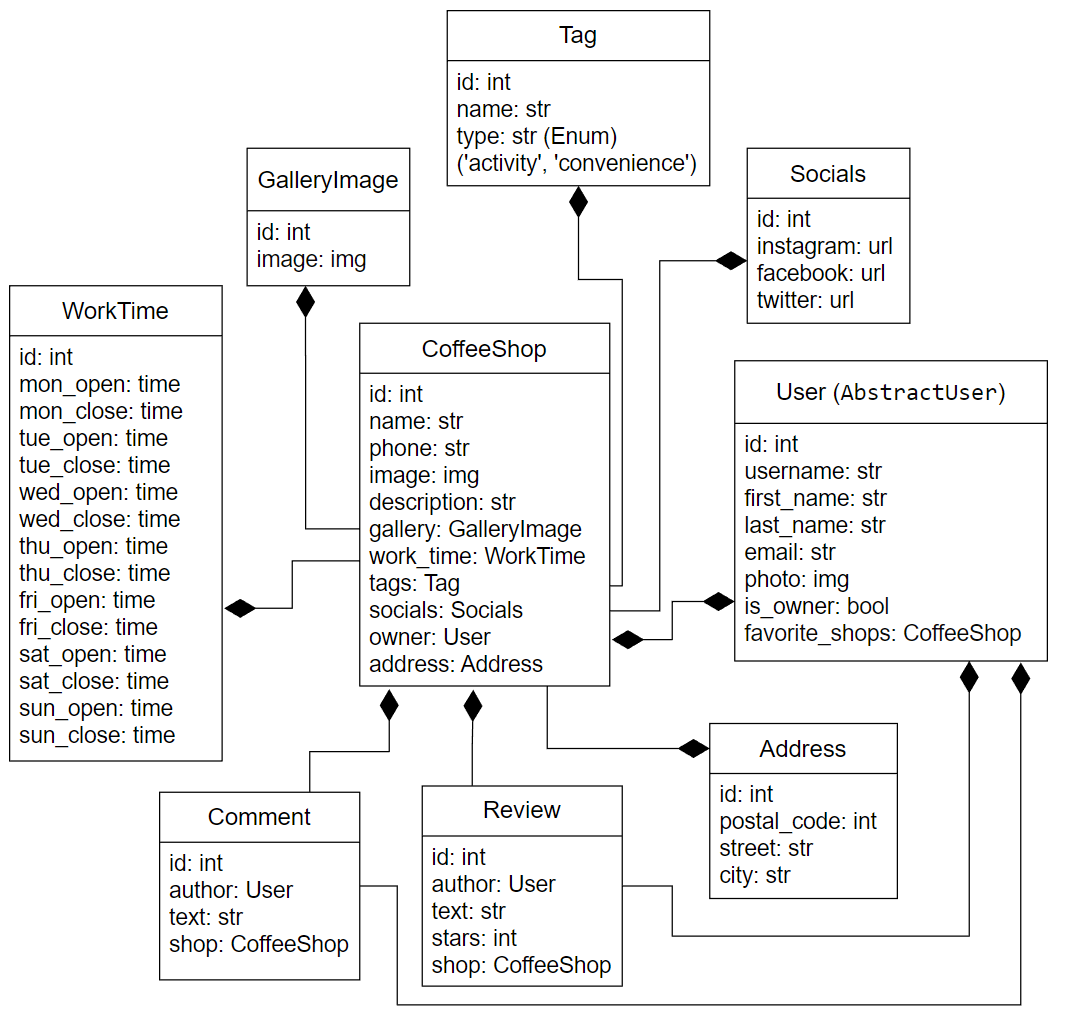 Tag
id: int
name: str
type: str (Enum)
('activity', 'convenience')
GalleryImage
id: int
image: img
Socials
id: int
instagram: url
facebook: url
twitter: url
WorkTime
id: int
mon_open: time
mon_close: time
tue_open: time
tue_close: time
wed_open: time
wed_close: time
thu_open: time
thu_close: time
fri_open: time
fri_close: time
sat_open: time
sat_close: time
sun_open: time
sun_close: time
CoffeeShop
id: int
name: str
phone: str
image: img
description: str
gallery: GalleryImage
work_time: WorkTime
tags: Tag
socials: Socials
owner: User
address: Address
User (AbstractUser)
id: int
username: str
first_name: str
last_name: str
email: str
photo: img
is_owner: bool
favorite_shops: CoffeeShop
Address
id: int
postal_code: int
street: str
city: str
Comment
id: int
author: User
text: str
shop: CoffeeShop
Review
id: int
author: User
text: str
stars: int
shop: CoffeeShop